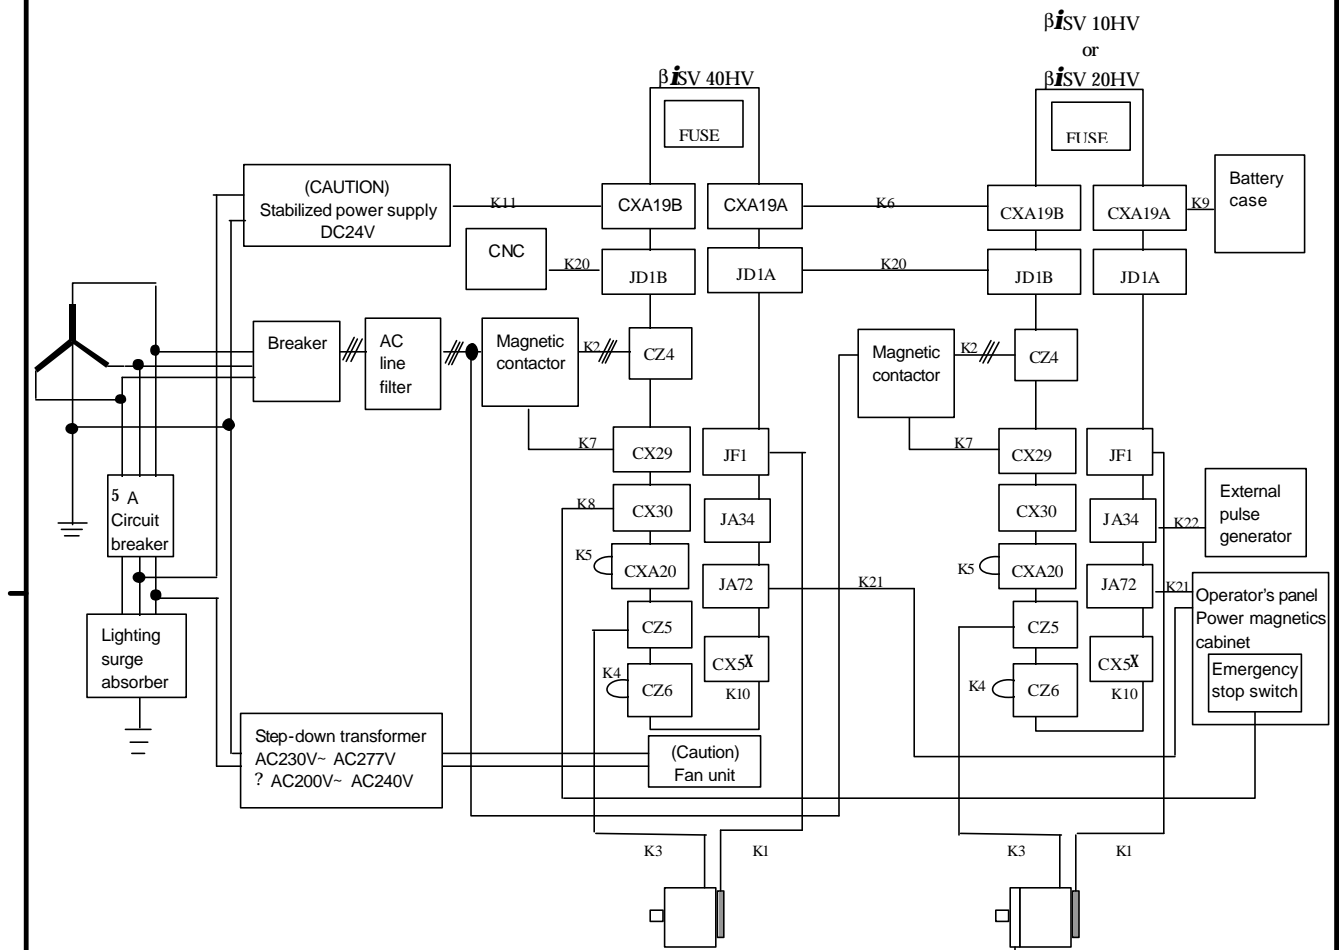 βiSV 10HV
or
βiSV 20HV
βiSV 40HV
FUSE
FUSE
(CAUTION)
Stabilized power supply
DC24V
K11
CXA19B
CXA19A
K6
CXA19B
CXA19A
K9
Battery
case
CNC
K20
JD1B
JD1A
K20
JD1B
JD1A
Breaker
AC
line
filter
Magnetic
contactor
K2
CZ4
Magnetic
contactor
K2
CZ4
K7
CX29
JF1
K7
CX29
JF1
5 A
Circuit
breaker
K8
CX30
JA34
CX30
JA34
K22
External
pulse
generator
K5
CXA20
JA72
K21
K5
CXA20
JA72
K21
Operator's panel
Power magnetics
cabinet
Emergency
stop switch
Lighting
surge
absorber
CZ5
CX5X
CZ5
CX5X
K4
CZ6
K10
K4
CZ6
K10
Step-down transformer
AC230V~ AC277V
? AC200V~ AC240V
(Caution)
Fan unit
K3
K1
K3
K1